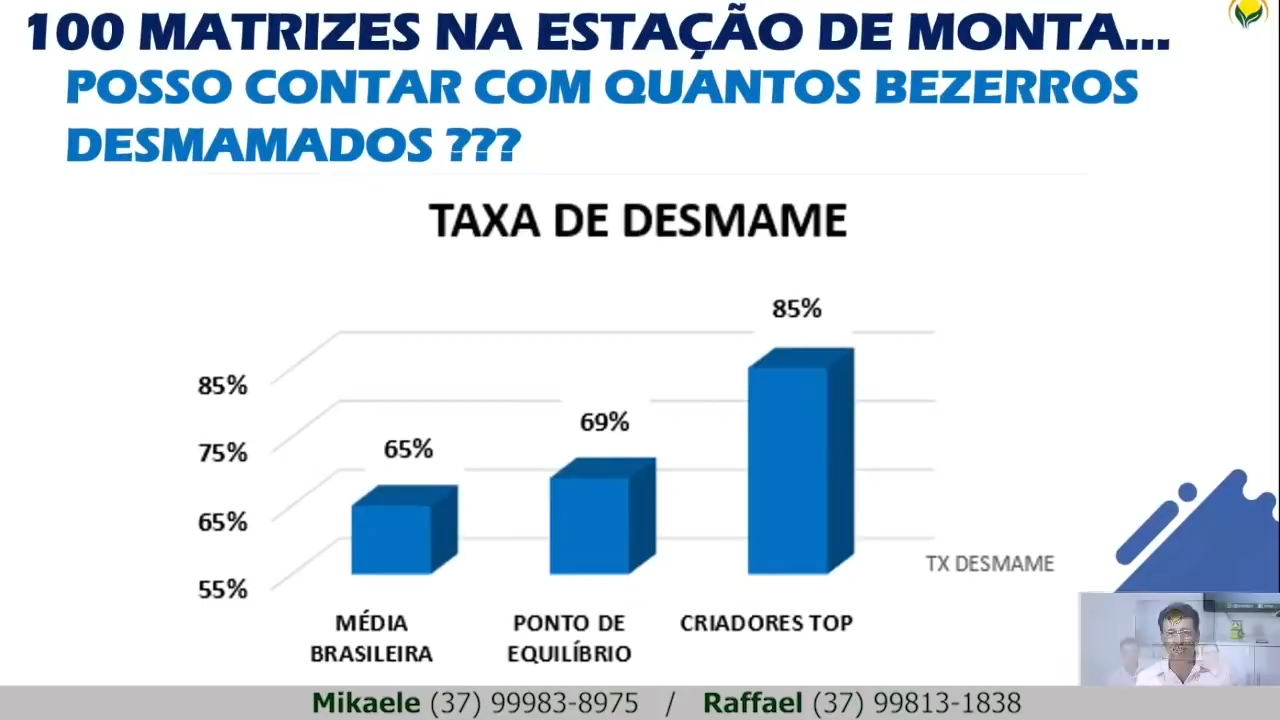 100 MATRIZES NA ESTAÇÃO DE MONTA...
POSSO CONTAR COM QUANTOS BEZERROS
DESMAMADOS ???
TAXA DE DESMAME
85%
85%
75%
69%
65%
65%
55%
TX DESMAME
MÉDIA
BRASILEIRA
PONTO DE
EQUILÍBRIO
CRIADORES TOP
Mikaele (37) 99983-8975 / Raffael (37) 99813-1838